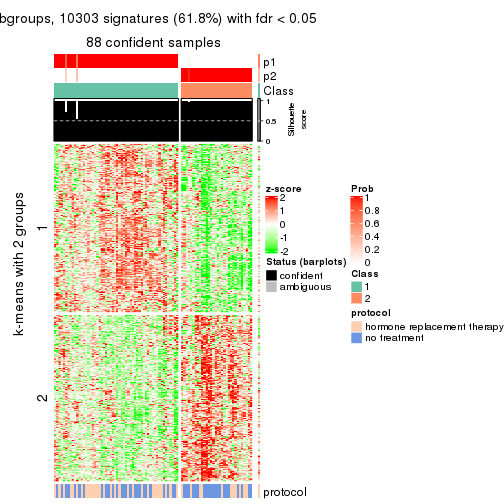 bgroups, 10303 signatures (61.8%) with fdr < 0.05
88 confident samples
p1
p2
Class
1
0.5
0
Silhouette
score
k-means with 2 groups
1
2
z-score
2
1
0
-1
-2
Status (barplots)
confident
ambiguous
Prob
1
0.8
0.6
0.4
0.2
0
Class
1
2
protocol
hormone replacement therapy
no treatment
protocol